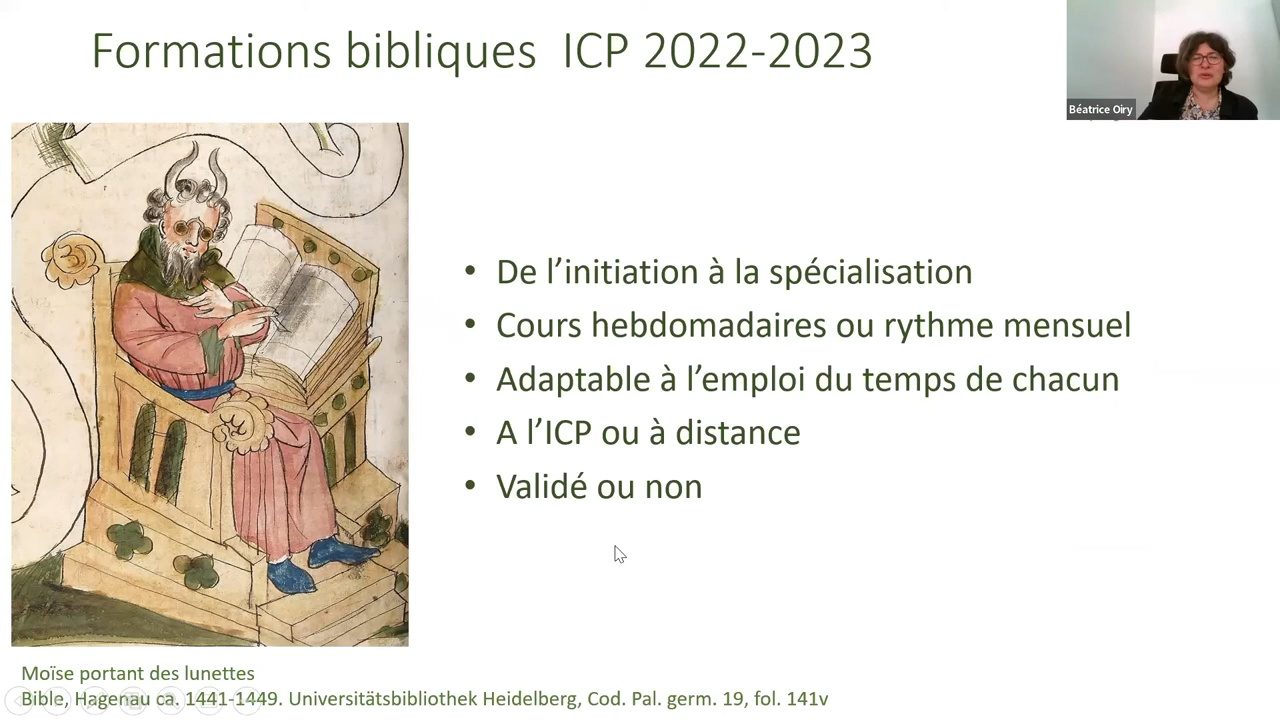 Formations bibliques ICP 2022-2023
Béatrice Oiry
• De l’initiation à la spécialisation
• Cours hebdomadaires ou rythme mensuel
• Adaptable à l’emploi du temps de chacun
• A l’ICP ou à distance
• Validé ou non
Moïse portant des lunettes
Bible, Hagenau ca. 1441-1449. Universitätsbibliothek Heidelberg, Cod. Pal. germ. 19, fol. 141v